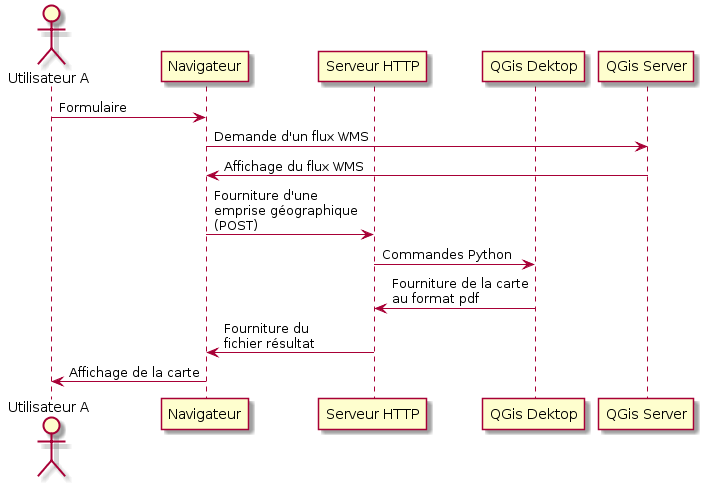 Utilisateur A
Navigateur
Serveur HTTP
QGis Dektop
QGis Server
Formulaire
Demande d'un flux WMS
Affichage du flux WMS
Fourniture d'une
emprise géographique
(POST)
Commandes Python
Fourniture de la carte
au format pdf
Fourniture du
fichier résultat
Affichage de la carte
Utilisateur A
Navigateur
Serveur HTTP
QGis Dektop
QGis Server